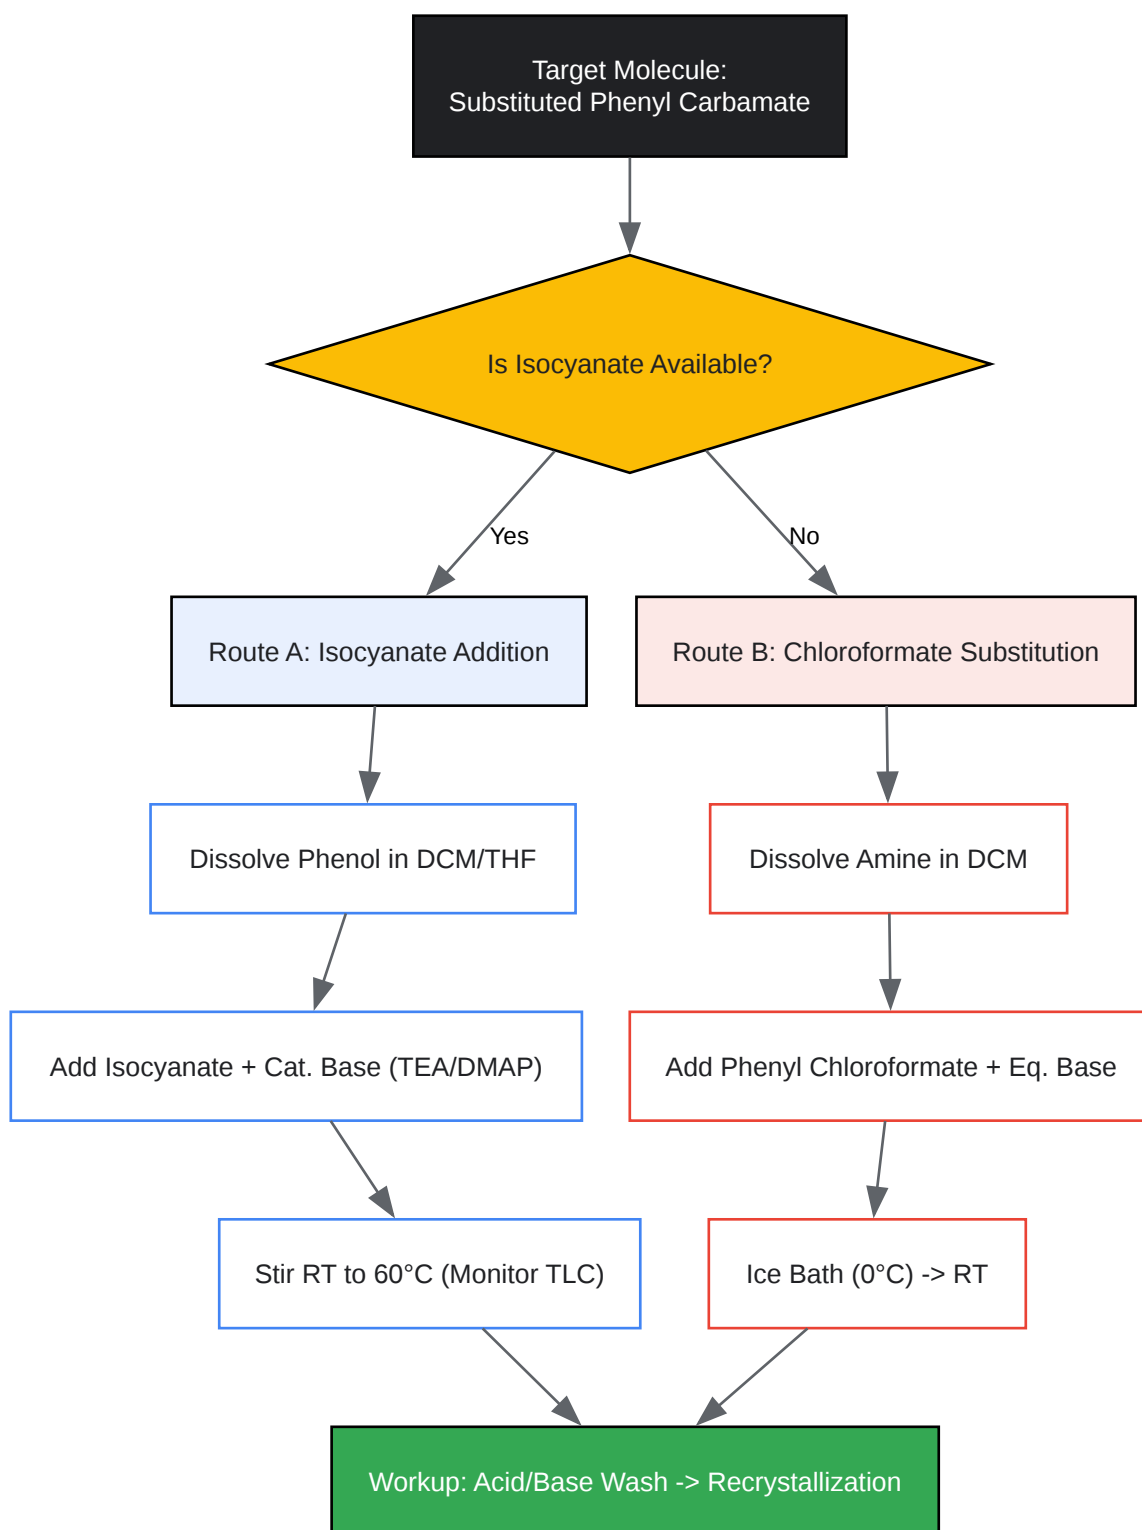 Target Molecule:
Substituted Phenyl Carbamate
Is Isocyanate Available?
Yes
No
Route A: Isocyanate Addition
Route B: Chloroformate Substitution
Dissolve Phenol in DCM/THF
Dissolve Amine in DCM
Add Isocyanate + Cat. Base (TEA/DMAP)
Add Phenyl Chloroformate + Eq. Base
Stir RT to 60°C (Monitor TLC)
Ice Bath (0°C) -> RT
Workup: Acid/Base Wash -> Recrystallization